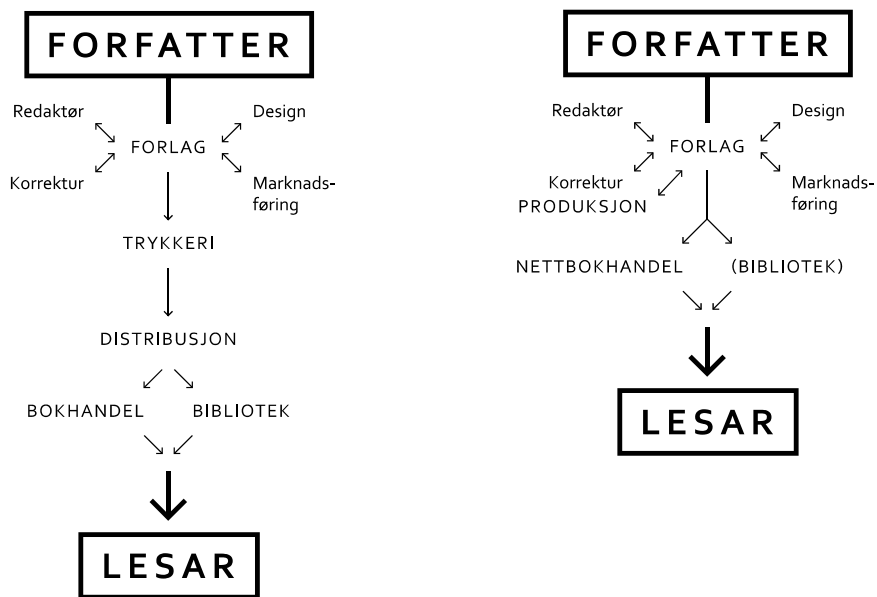 FORFATTER
Redaktør
Design
FORLAG
Korrektur
Marknads-
føring
TRYKKERI
DISTRIBUSJON
BOKHANDEL
BIBLIOTEK
LESAR
FORFATTER
Redaktør
Design
FORLAG
Korrektur
Marknads-
føring
PRODUKSJON
NETTBOKHANDEL
(BIBLIOTEK)
LESAR